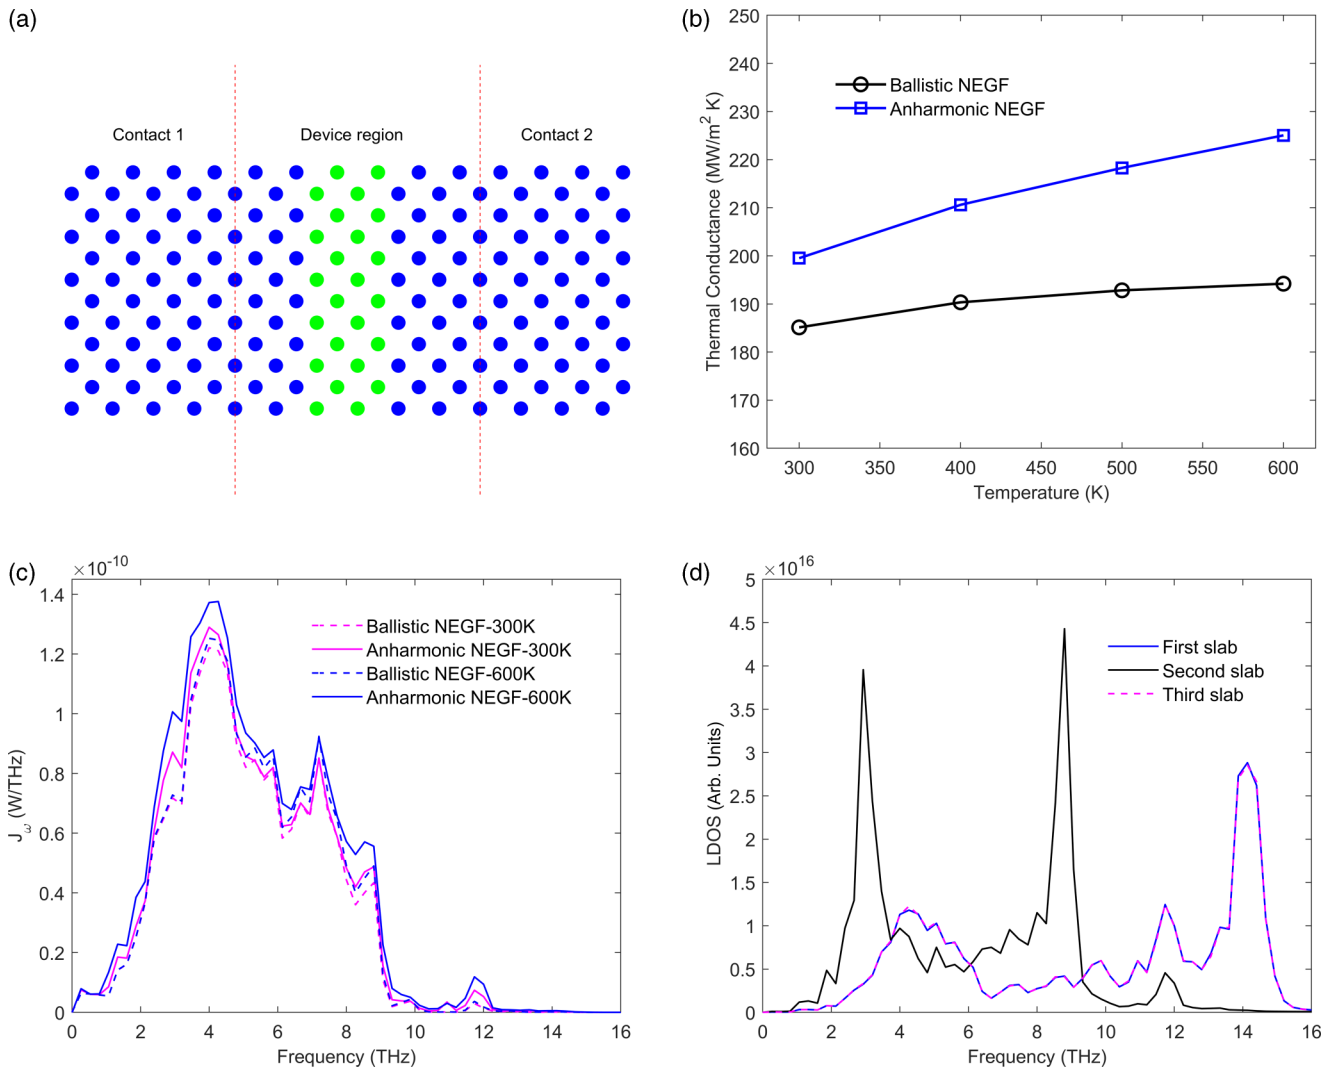 (a)
Contact 1 Device region Contact 2
(b)
250
240
230
220
210
200
190
180
170
160
Thermal Conductance (MW/m² K)
Ballistic NEGF
Anharmonic NEGF
300 350 400 450 500 550 600
Temperature (K)
(c)
×10⁻¹⁰
1.4
1.2
1
0.8
0.6
0.4
0.2
0
J_ω (W/THz)
Ballistic NEGF-300K
Anharmonic NEGF-300K
Ballistic NEGF-600K
Anharmonic NEGF-600K
0 2 4 6 8 10 12 14 16
Frequency (THz)
(d)
×10¹⁶
5
4.5
4
3.5
3
2.5
2
1.5
1
0.5
0
LDOS (Arb. Units)
First slab
Second slab
Third slab
0 2 4 6 8 10 12 14 16
Frequency (THz)